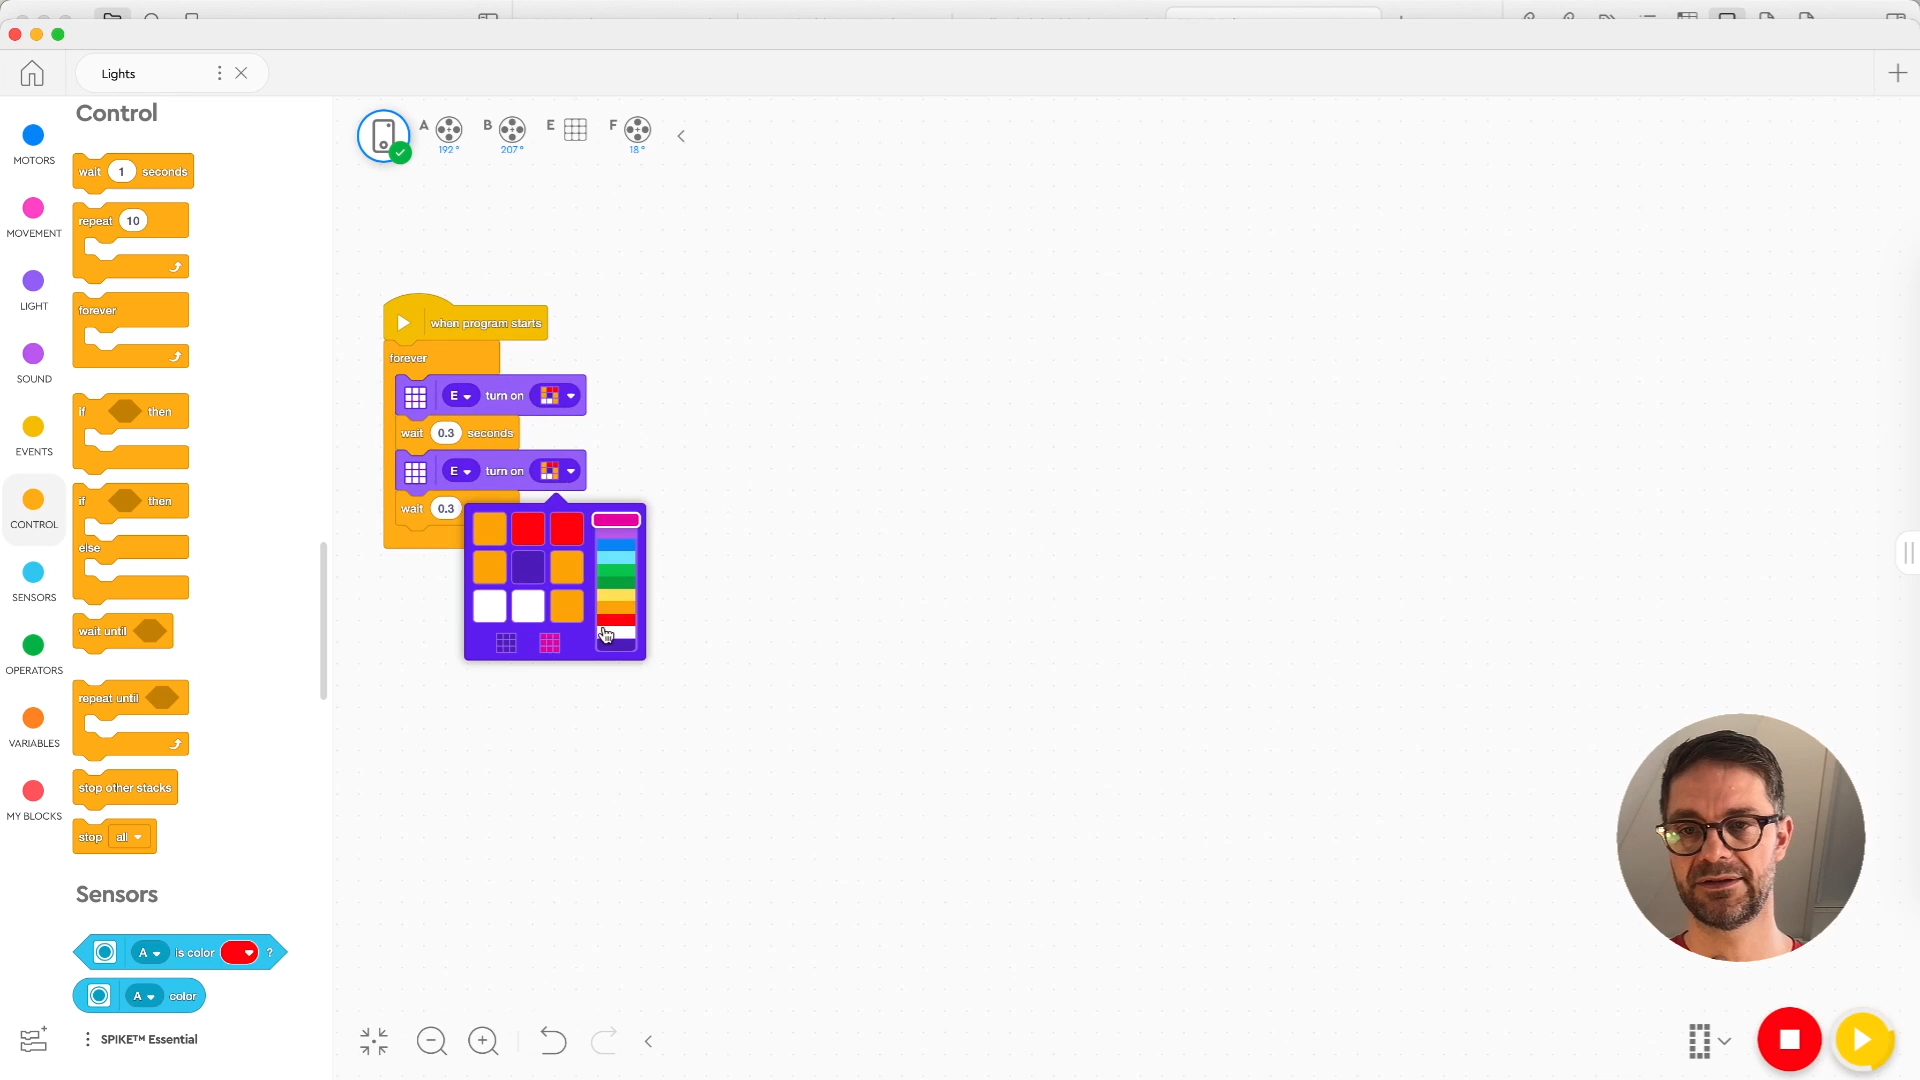 Lights
Control
A
B
E
F
192°
207°
18°
MOTORS
MOVEMENT
LIGHT
SOUND
EVENTS
CONTROL
SENSORS
OPERATORS
VARIABLES
MY BLOCKS
wait 1 seconds
repeat 10
forever
if then
if then
else
wait until
repeat until
stop other stacks
stop all
Sensors
A is color ?
A color
SPIKE™ Essential
when program starts
forever
E turn on
wait 0.3 seconds
E turn on
wait 0.3